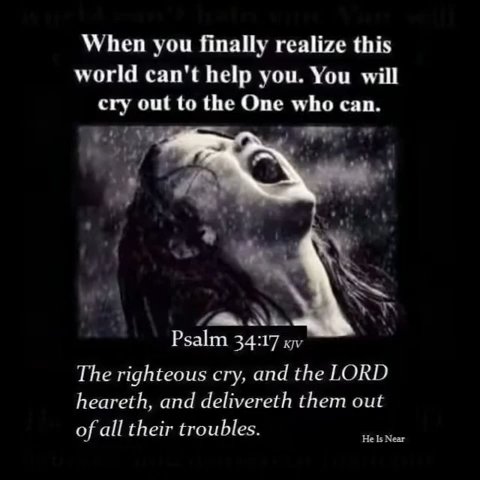 When you finally realize this
world can't help you. You will
cry out to the One who can.
Psalm 34:17 KJV
The righteous cry, and the LORD
heareth, and delivereth them out
of all their troubles.
He Is Near